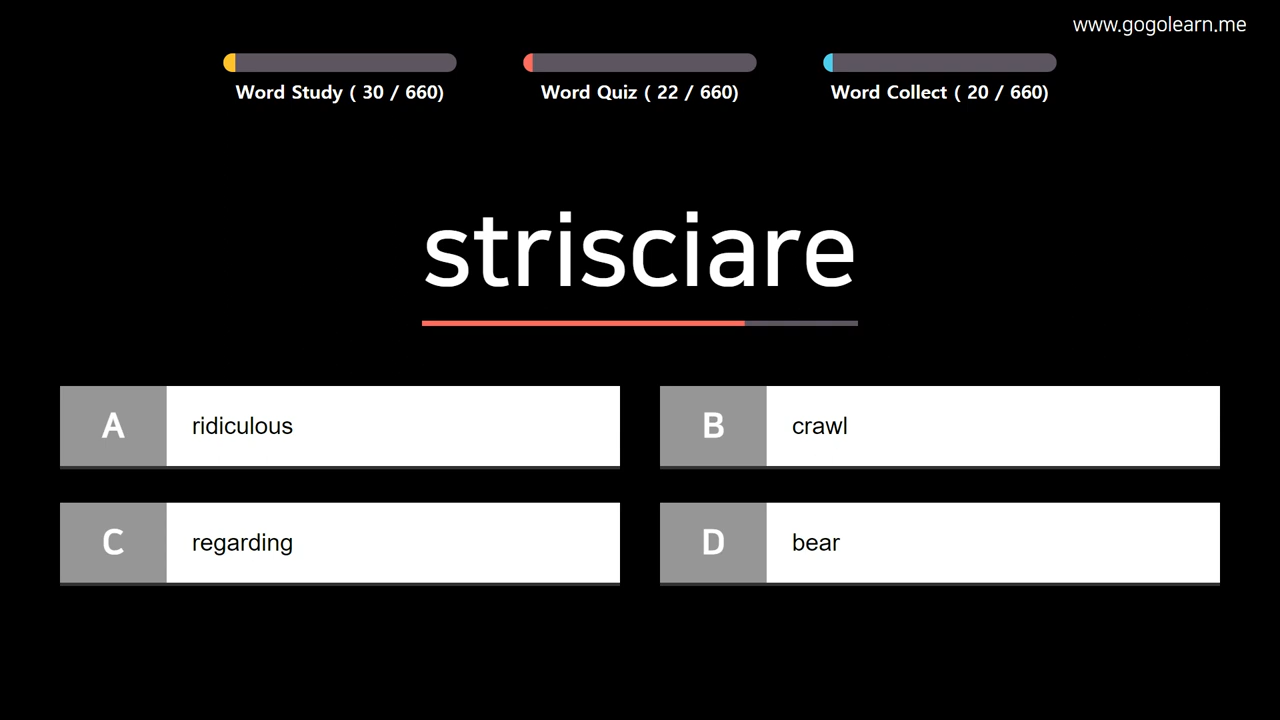 www.gogolearn.me
Word Study ( 30 / 660)
Word Quiz ( 22 / 660)
Word Collect ( 20 / 660)
strisciare
A ridiculous
B crawl
C regarding
D bear